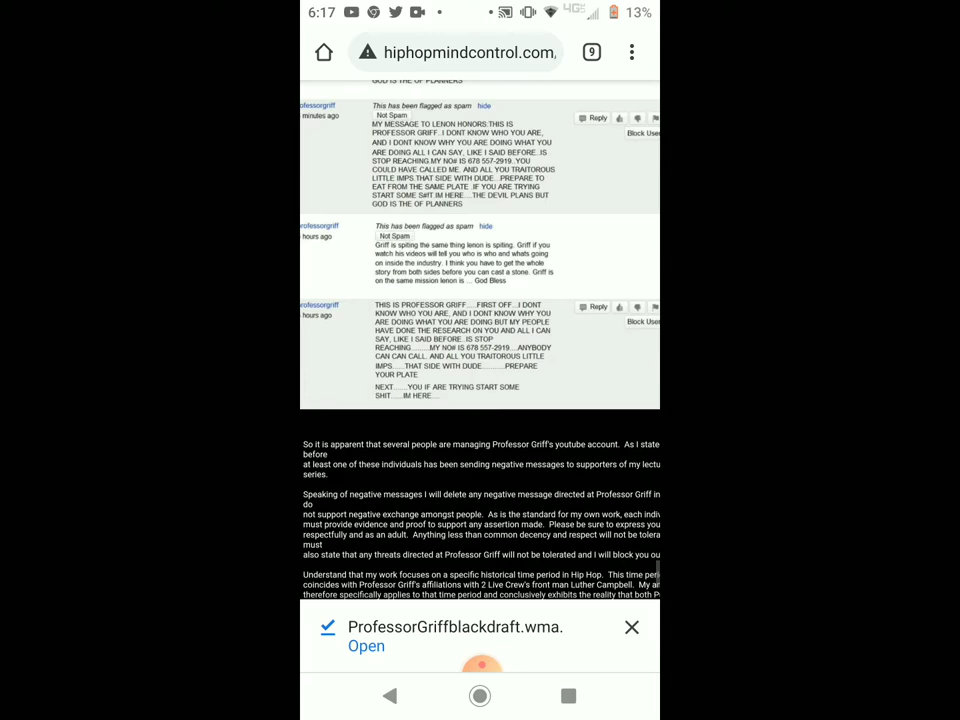 6:17
4G
13%
hiphopmindcontrol.com,
9
GOD IS THE OF PLANNERS
ofessorgriff
minutes ago
This has been flagged as spam hide
Not Spam
MY MESSAGE TO LENON HONORS:THIS IS
PROFESSOR GRIFF..I DONT KNOW WHO YOU ARE,
AND I DONT KNOW WHY YOU ARE DOING WHAT YOU
ARE DOING ALL I CAN SAY, LIKE I SAID BEFORE..IS
STOP REACHING.MY NO# IS 678 557-2919..YOU
COULD HAVE CALLED ME. AND ALL YOU TRAITOROUS
LITTLE IMPS.THAT SIDE WITH DUDE....PREPARE TO
EAT FROM THE SAME PLATE .IF YOU ARE TRYING
START SOME S#IT.IM HERE....THE DEVIL PLANS BUT
GOD IS THE OF PLANNERS
Reply
Block User
rofessorgriff
hours ago
This has been flagged as spam hide
Not Spam
Griff is spiting the same thing lenon is spiting. Griff if you
watch his videos will tell you who is who and whats going
on inside the industry. I think you have to get the whole
story from both sides before you can cast a stone. Griff is
on the same mission lenon is ... God Bless
rofessorgriff
hours ago
THIS IS PROFESSOR GRIFF.....FIRST OFF...I DONT
KNOW WHO YOU ARE, AND I DONT KNOW WHY YOU
ARE DOING WHAT YOU ARE DOING BUT MY PEOPLE
HAVE DONE THE RESEARCH ON YOU AND ALL I CAN
SAY, LIKE I SAID BEFORE..IS STOP
REACHING.........MY NO# IS 678 557-2919....ANYBODY
CAN CAN CALL. AND ALL YOU TRAITOROUS LITTLE
IMPS......THAT SIDE WITH DUDE...........PREPARE
YOUR PLATE
NEXT.......YOU IF ARE TRYING START SOME
SHIT......IM HERE....
Reply
Block User
So it is apparent that several people are managing Professor Griff's youtube account. As I state
before
at least one of these individuals has been sending negative messages to supporters of my lectu
series.
Speaking of negative messages I will delete any negative message directed at Professor Griff in
do
not support negative exchange amongst people. As is the standard for my own work, each indiv
must provide evidence and proof to support any assertion made. Please be sure to express you
respectfully and as an adult. Anything less than common decency and respect will not be tolera
must
also state that any threats directed at Professor Griff will not be tolerated and I will block you ou
Understand that my work focuses on a specific historical time period in Hip Hop. This time peri
coincides with Professor Griff's affiliations with 2 Live Crew's front man Luther Campbell. My an
therefore specifically applies to that time period and conclusively exhibits the reality that both P
ProfessorGriffblackdraft.wma.
Open